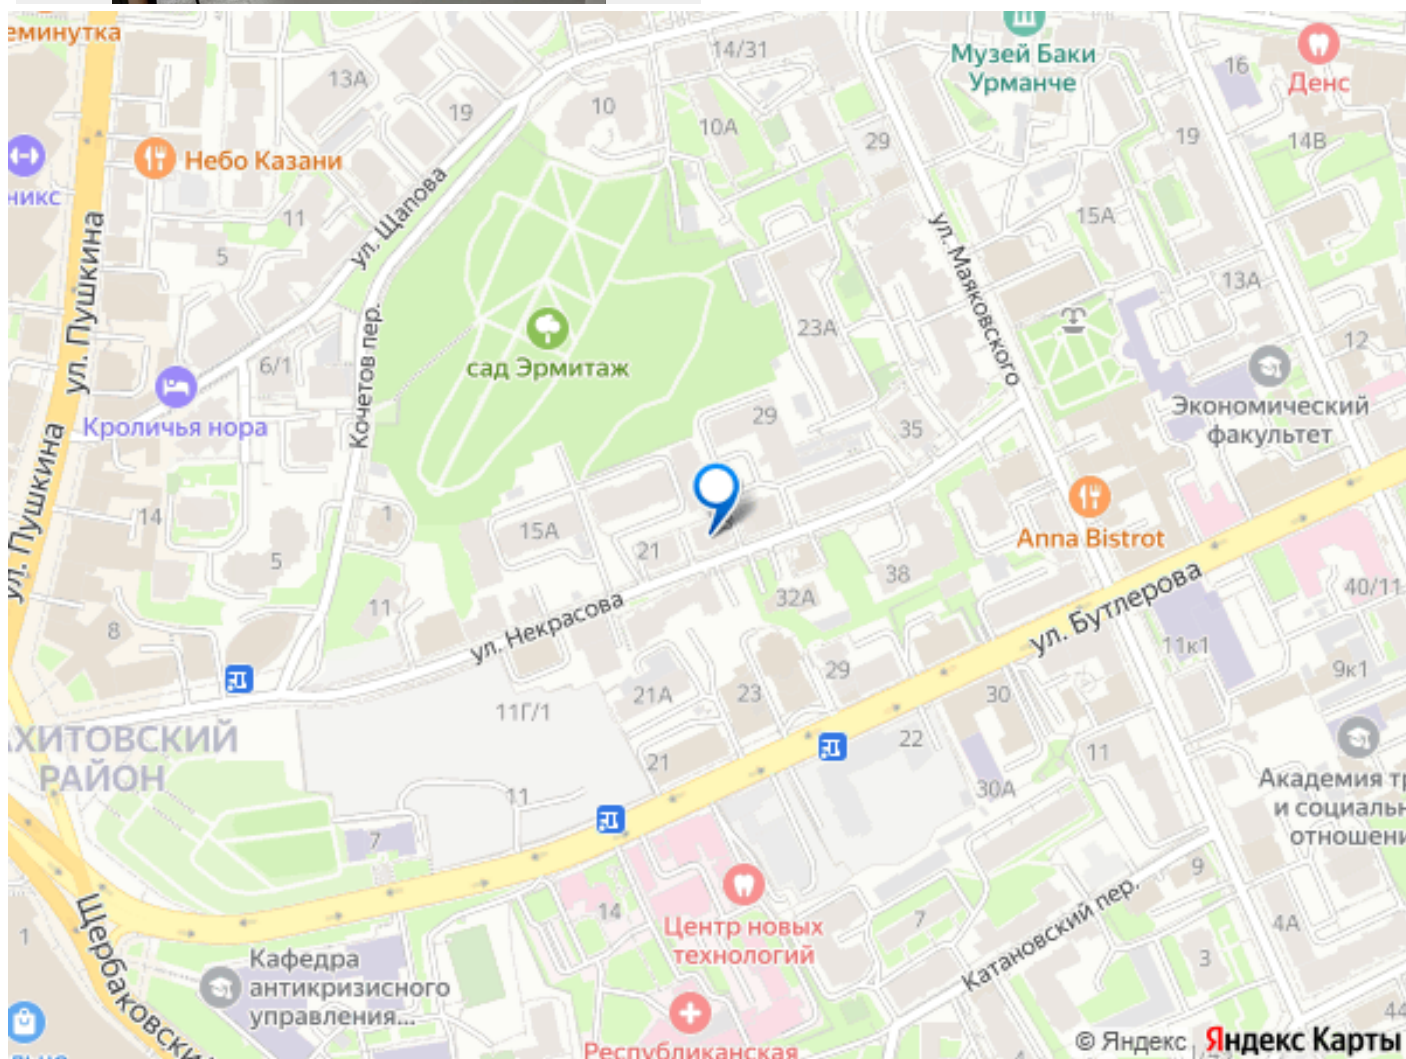 еминутка
14/31
Музей Баки
Урманче
16
Денс
13А
19
10
10А
29
19
14В
Небо Казани
никс
11
ул. Щапова
5
ул. Пушкина
ул. Маяковского
15А
13А
23А
12
6/1
Кочетов пер.
сад Эрмитаж
Кроличья нора
29
35
Экономический
факультет
ул. Пушкина
14
1
15А
21
5
Anna Bistrot
38
32А
11
ул. Некрасова
ул. Бутлерова
40/11
8
11к1
9к1
29
21А
23
30
11Г/1
АХИТОВСКИЙ
РАЙОН
22
21
11
30А
11
Академия тр
и социальн
отношени
7
9
14
Центр новых
технологий
7
Катановский пер.
4А
1
Щербаковский
Кафедра
антикризисного
управления...
3
44
Республиканская
льно
© Яндекс Яндекс Карты